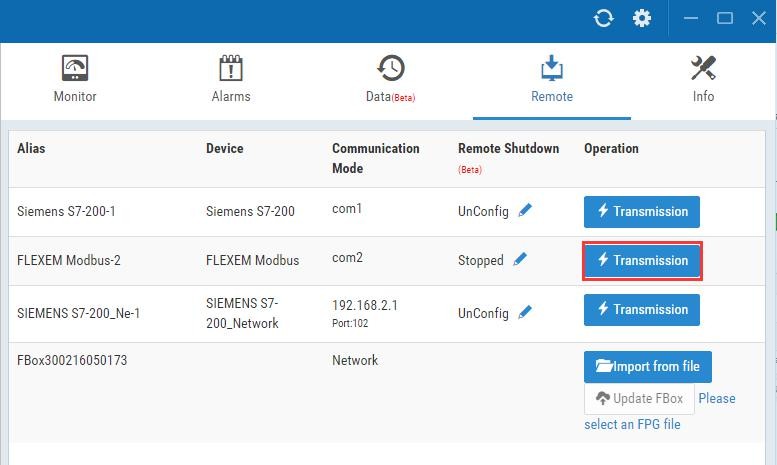 Monitor Alarms Data(Beta) Remote Info
Alias Device Communication Mode Remote Shutdown (Beta) Operation
Siemens S7-200-1 Siemens S7-200 com1 UnConfig Transmission
FLEXEM Modbus-2 FLEXEM Modbus com2 Stopped Transmission
SIEMENS S7-200_Ne-1 SIEMENS S7-200_Network 192.168.2.1 Port:102 UnConfig Transmission
FBox300216050173 Network Import from file
Update FBox Please
select an FPG file